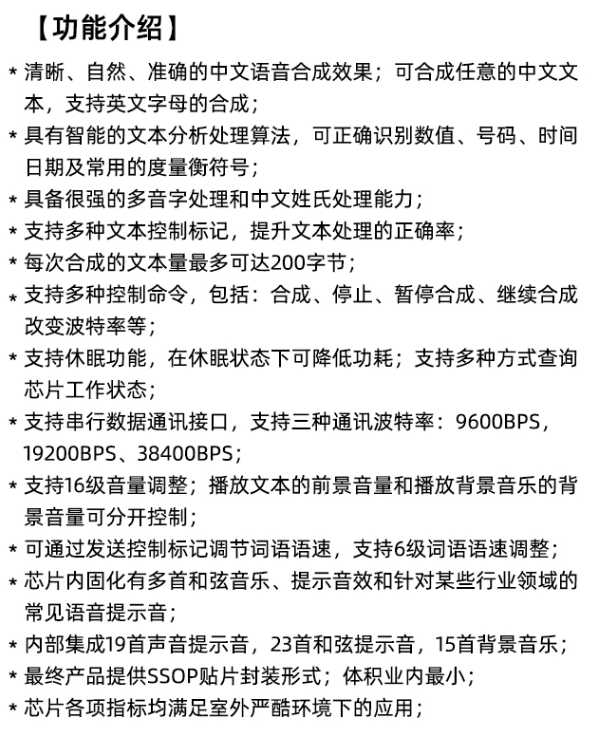 【功能介绍】
* 清晰、自然、准确的中文语音合成效果；可合成任意的中文文
本，支持英文字母的合成；
* 具有智能的文本分析处理算法，可正确识别数值、号码、时间
日期及常用的度量衡符号；
* 具备很强的多音字处理和中文姓氏处理能力；
* 支持多种文本控制标记，提升文本处理的正确率；
* 每次合成的文本量最多可达200字节；
* 支持多种控制命令，包括：合成、停止、暂停合成、继续合成
改变波特率等；
* 支持休眠功能，在休眠状态下可降低功耗；支持多种方式查询
芯片工作状态；
* 支持串行数据通讯接口，支持三种通讯波特率：9600BPS，
19200BPS、38400BPS；
* 支持16级音量调整；播放文本的前景音量和播放背景音乐的背
景音量可分开控制；
* 可通过发送控制标记调节词语语速，支持6级词语语速调整；
* 芯片内固化有多首和弦音乐、提示音效和针对某些行业领域的
常见语音提示音；
* 内部集成19首声音提示音，23首和弦提示音，15首背景音乐；
* 最终产品提供SSOP贴片封装形式；体积业内最小；
* 芯片各项指标均满足室外严酷环境下的应用；